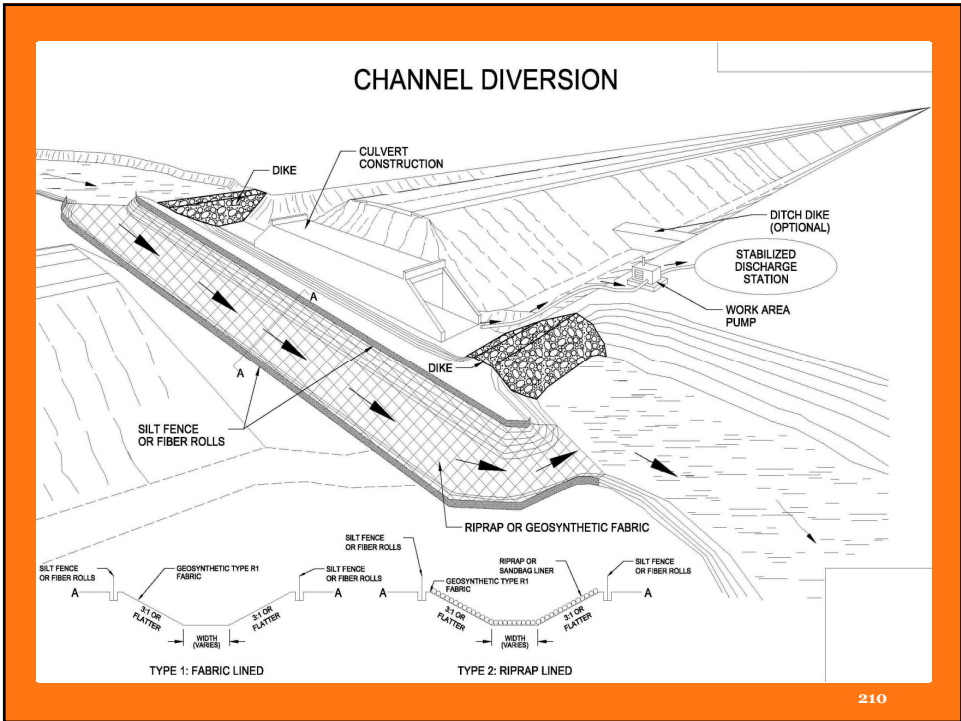 CHANNEL DIVERSION
CULVERT
CONSTRUCTION
DIKE
DITCH DIKE
(OPTIONAL)
STABILIZED
DISCHARGE
STATION
WORK AREA
PUMP
A
DIKE
A
SILT FENCE
OR FIBER ROLLS
RIPRAP OR GEOSYNTHETIC FABRIC
SILT FENCE
OR FIBER ROLLS
GEOSYNTHETIC TYPE R1
FABRIC
SILT FENCE
OR FIBER ROLLS
A
A
3:1 OR
FLATTER
3:1 OR
FLATTER
WIDTH
(VARIES)
TYPE 1: FABRIC LINED
SILT FENCE
OR FIBER ROLLS
GEOSYNTHETIC TYPE R1
FABRIC
RIPRAP OR
SANDBAG LINER
SILT FENCE
OR FIBER ROLLS
A
A
3:1 OR
FLATTER
3:1 OR
FLATTER
WIDTH
(VARIES)
TYPE 2: RIPRAP LINED
210